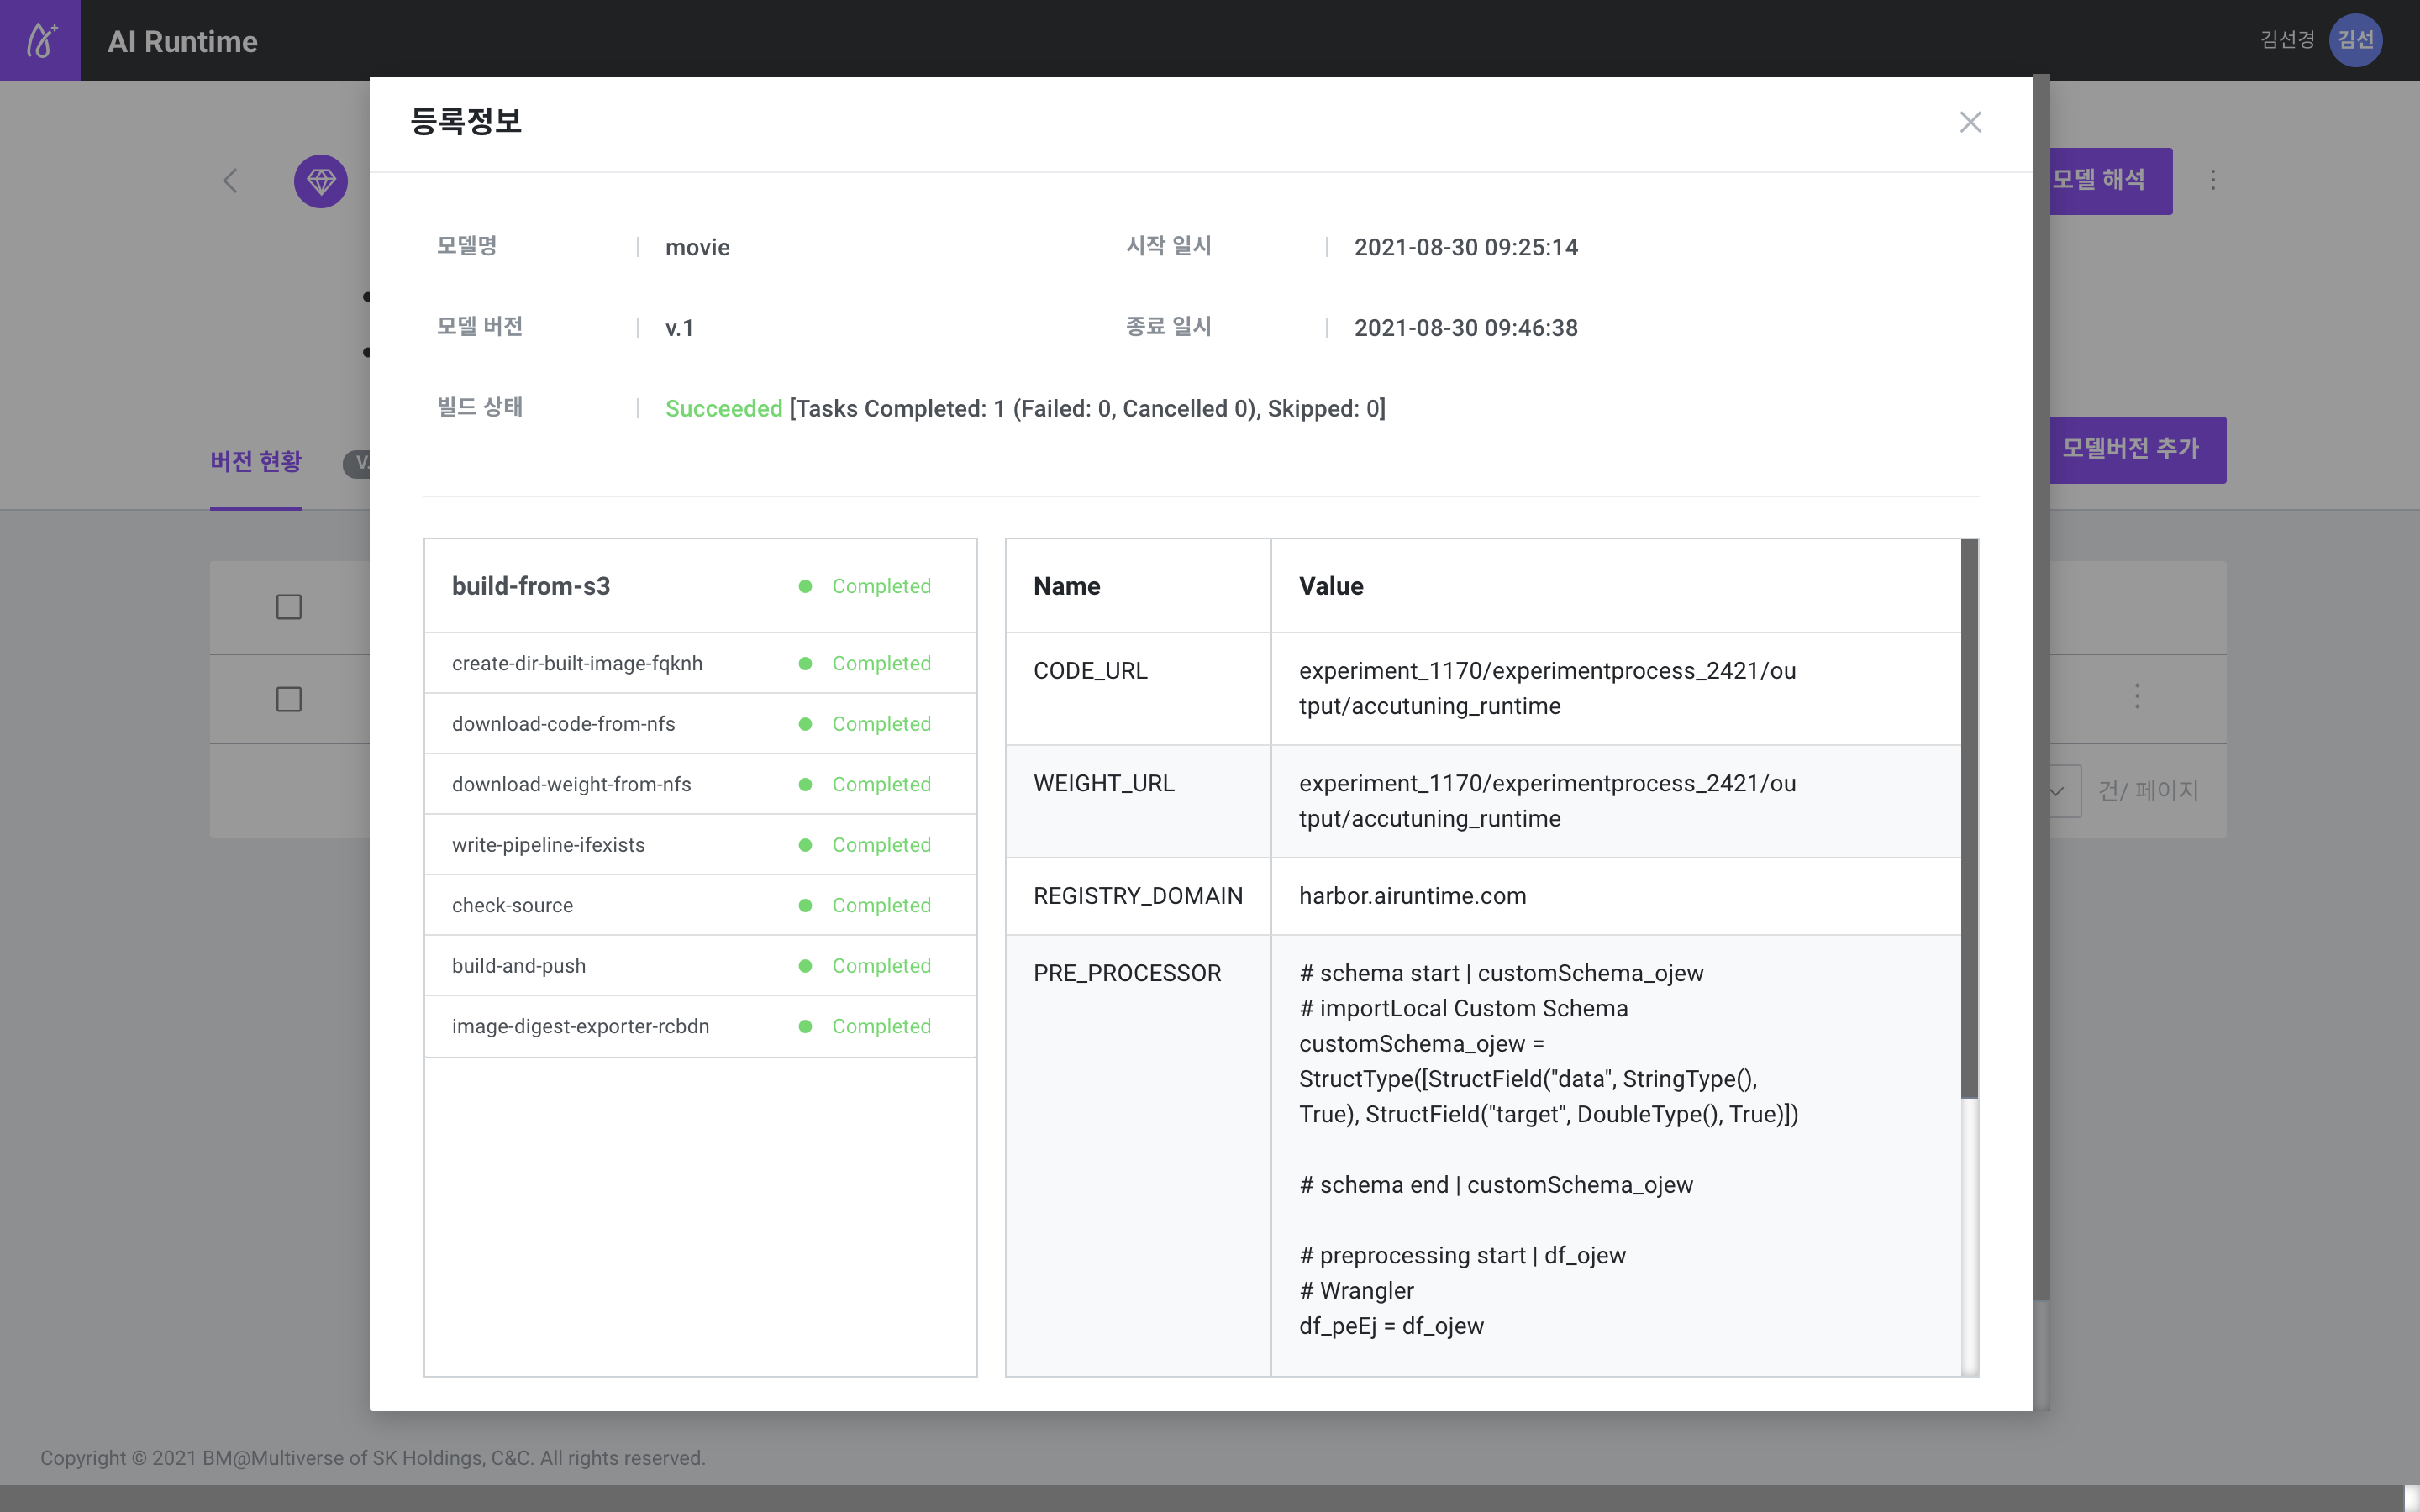 AI Runtime
김선경
김선
등록정보
모델 해석
모델명
movie
시작 일시
2021-08-30 09:25:14
모델 버전
v.1
종료 일시
2021-08-30 09:46:38
빌드 상태
Succeeded [Tasks Completed: 1 (Failed: 0, Cancelled 0), Skipped: 0]
버전 현황
V.
모델버전 추가
build-from-s3
Completed
create-dir-built-image-fqknh
Completed
download-code-from-nfs
Completed
download-weight-from-nfs
Completed
write-pipeline-ifexists
Completed
check-source
Completed
build-and-push
Completed
image-digest-exporter-rcbdn
Completed
Name
Value
CODE_URL
experiment_1170/experimentprocess_2421/ou
tput/accutuning_runtime
WEIGHT_URL
experiment_1170/experimentprocess_2421/ou
tput/accutuning_runtime
REGISTRY_DOMAIN
harbor.airuntime.com
PRE_PROCESSOR
# schema start | customSchema_ojew
# importLocal Custom Schema
customSchema_ojew =
StructType([StructField("data", StringType(),
True), StructField("target", DoubleType(), True)])
# schema end | customSchema_ojew
# preprocessing start | df_ojew
# Wrangler
df_peEj = df_ojew
건/ 페이지
Copyright © 2021 BM@Multiverse of SK Holdings, C&C. All rights reserved.